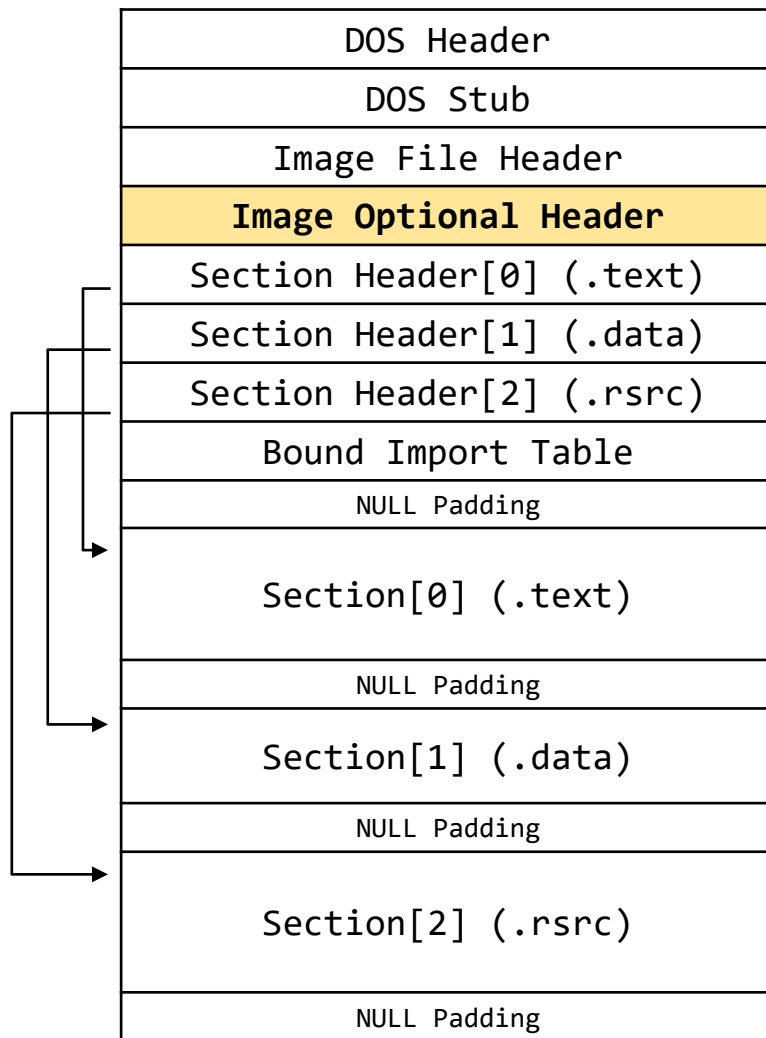 DOS Header
DOS Stub
Image File Header
Image Optional Header
Section Header[0] (.text)
Section Header[1] (.data)
Section Header[2] (.rsrc)
Bound Import Table
NULL Padding
Section[0] (.text)
NULL Padding
Section[1] (.data)
NULL Padding
Section[2] (.rsrc)
NULL Padding